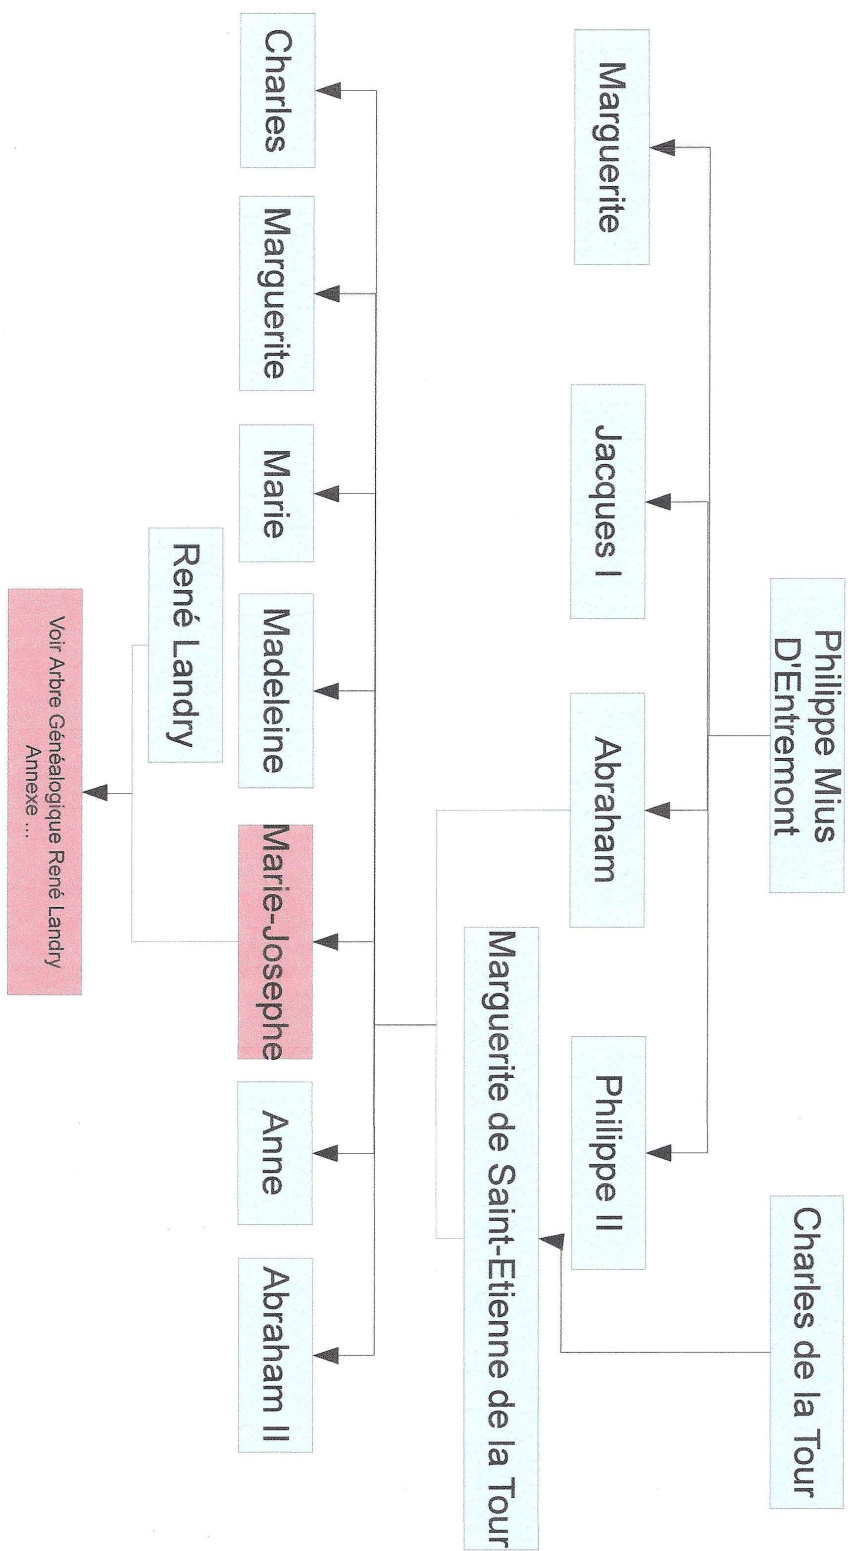 Philippe Mius
D'Entremont
Charles de la Tour
Marguerite
Jacques I
Abraham
Philippe II
Marguerite de Saint-Etienne de la Tour
Charles
Marguerite
Marie
Madeleine
Marie-Josephe
Anne
Abraham II
René Landry
Voir Arbre Généalogique René Landry
Annexe ...